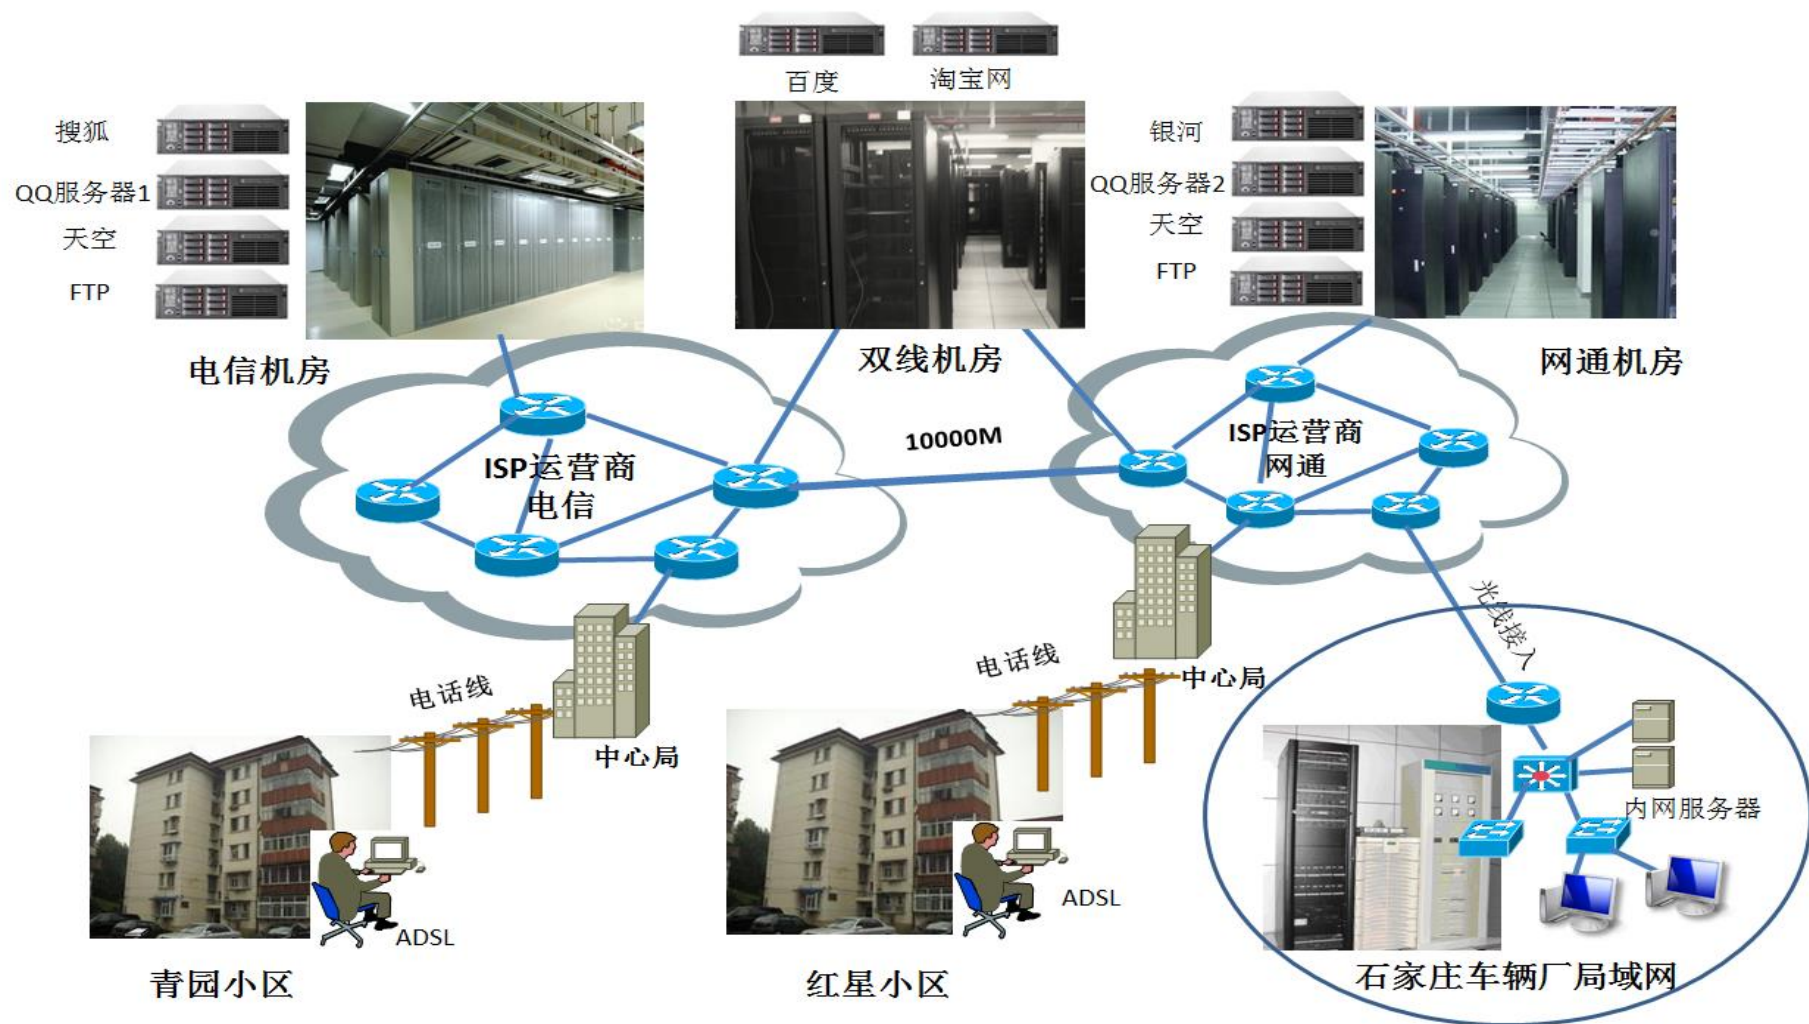 百度
淘宝网
搜狐
QQ服务器1
天空
FTP
银河
QQ服务器2
天空
FTP
电信机房
双线机房
网通机房
ISP运营商
电信
10000M
ISP运营商
网通
光线接入
电话线
中心局
电话线
中心局
内网服务器
ADSL
ADSL
青园小区
红星小区
石家庄车辆厂局域网